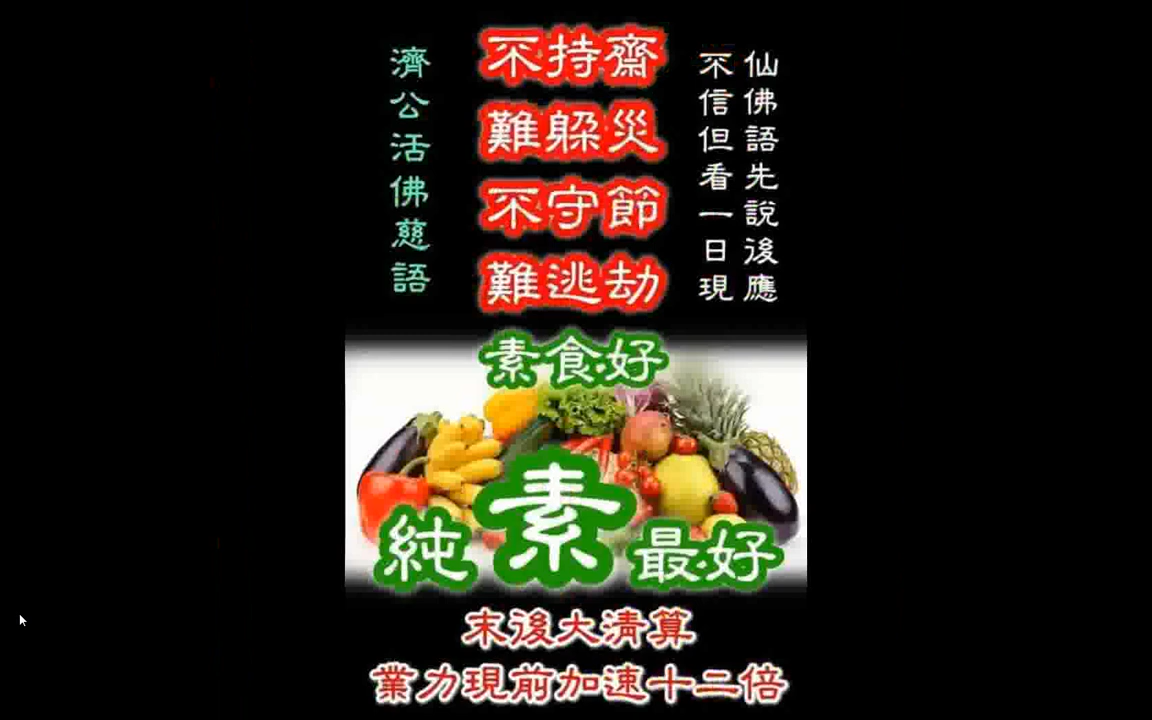 仙佛語先說後應
不信但看一日現
不持齋
難躲災
不守節
難逃劫
濟公活佛慈語
素食好
純素最好
末後大清算
業力現前加速十二倍